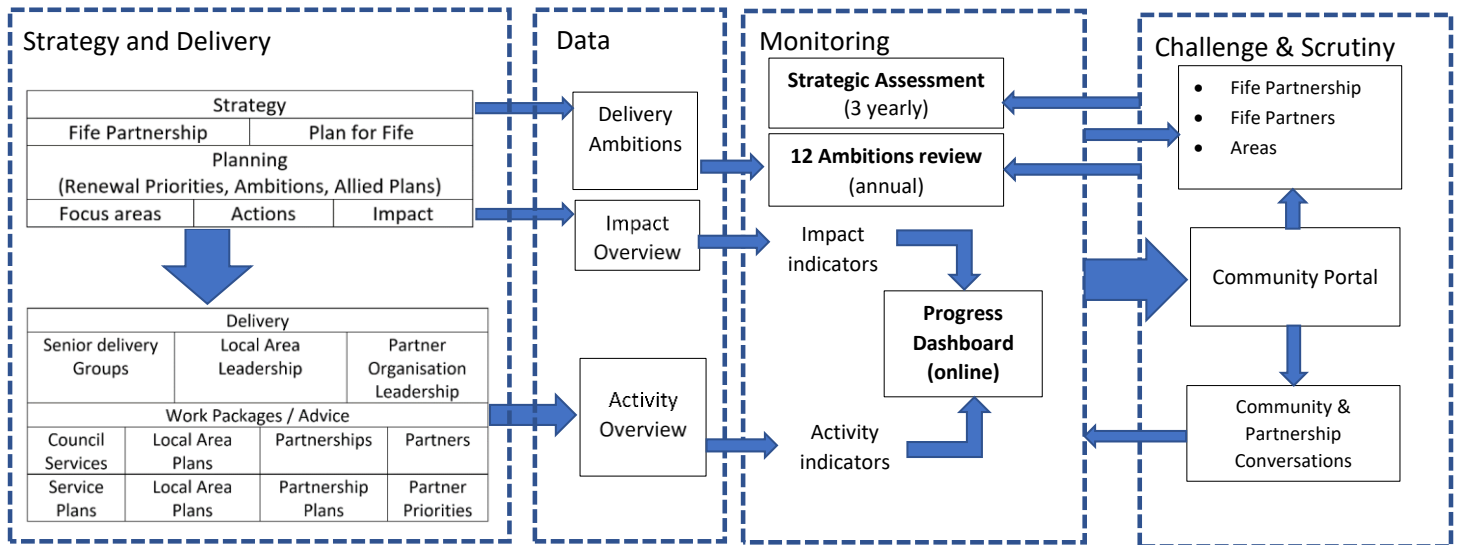 Strategy and Delivery
Strategy
Fife Partnership
Plan for Fife
Planning
(Renewal Priorities, Ambitions, Allied Plans)
Focus areas
Actions
Impact
Delivery
Senior delivery
Groups
Local Area
Leadership
Partner
Organisation
Leadership
Work Packages / Advice
Council
Services
Local Area
Plans
Partnerships
Partners
Service
Plans
Local Area
Plans
Partnership
Plans
Partner
Priorities
Data
Delivery
Ambitions
Impact
Overview
Activity
Overview
Monitoring
Strategic Assessment
(3 yearly)
12 Ambitions review
(annual)
Impact
indicators
Progress
Dashboard
(online)
Activity
indicators
Challenge & Scrutiny
• Fife Partnership
• Fife Partners
• Areas
Community Portal
Community &
Partnership
Conversations